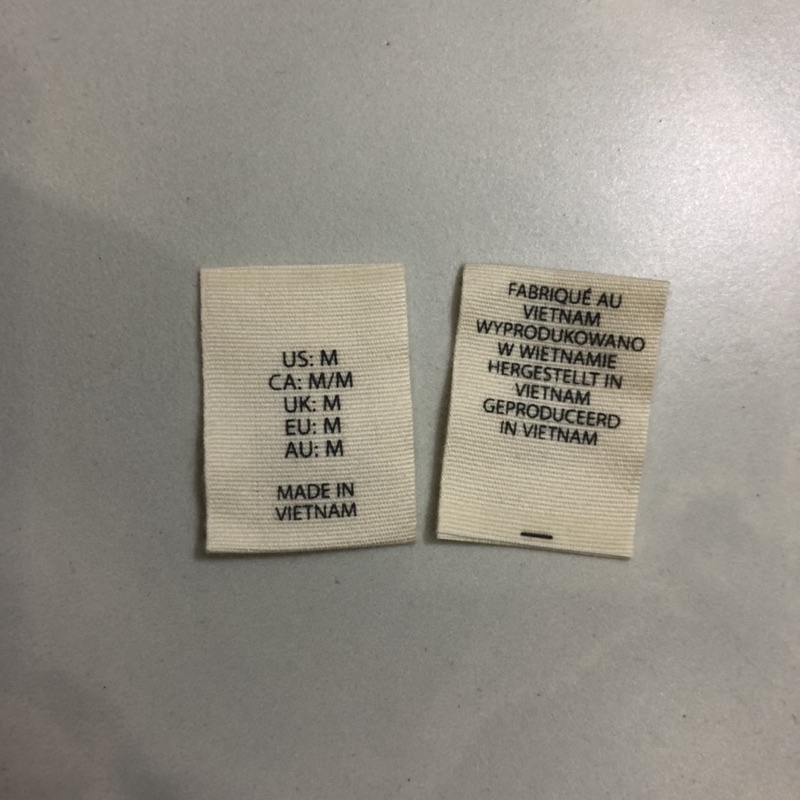 US: M
CA: M/M
UK: M
EU: M
AU: M
MADE IN
VIETNAM
FABRIQUÉ AU
VIETNAM
WYPRODUKOWANO
W WIETNAMIE
HERGESTELLT IN
VIETNAM
GEPRODUCEERD
IN VIETNAM